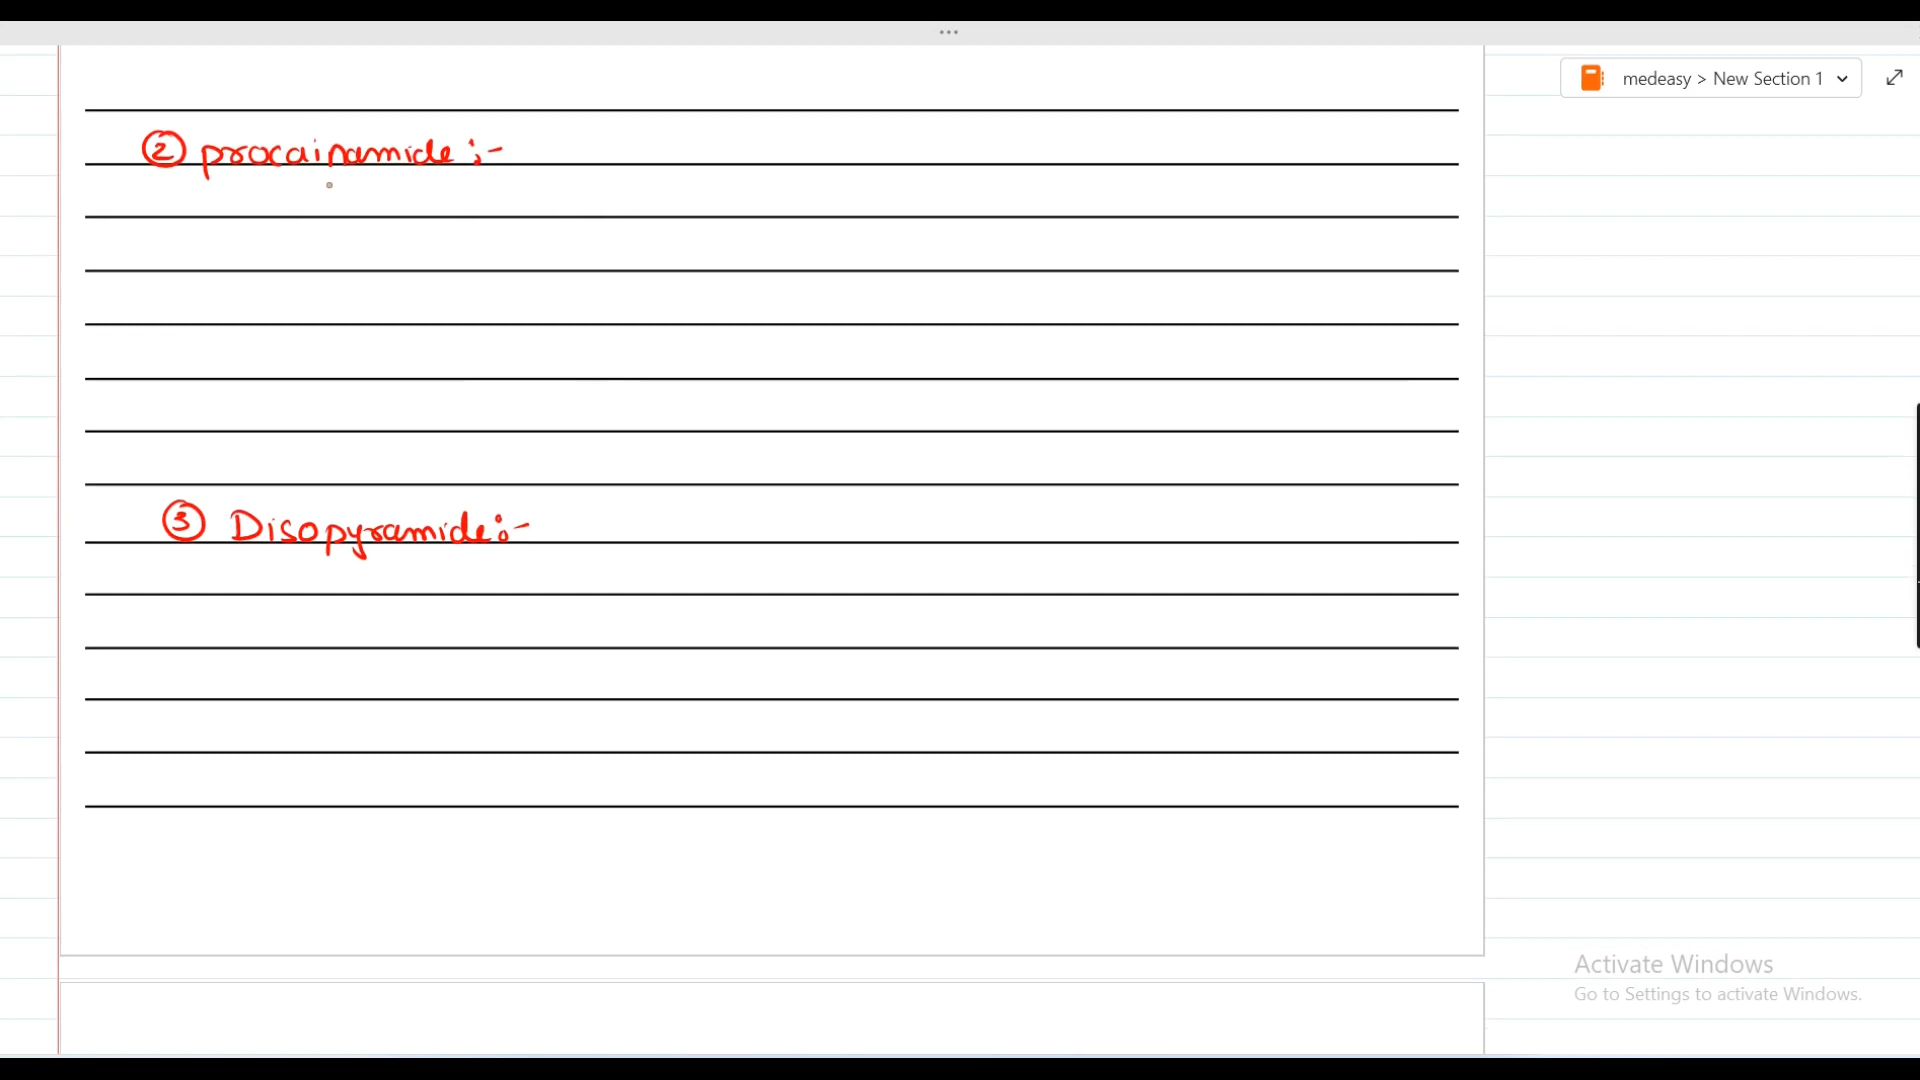 ...
medeasy > New Section 1
② procainamide :-
③ Disopyramide :-
Activate Windows
Go to Settings to activate Windows.